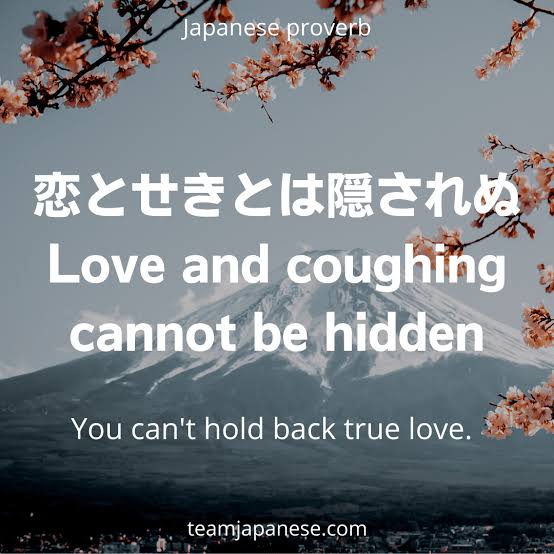 Japanese proverb
恋とせきとは隠されぬ
Love and coughing
cannot be hidden
You can't hold back true love.
teamjapanese.com